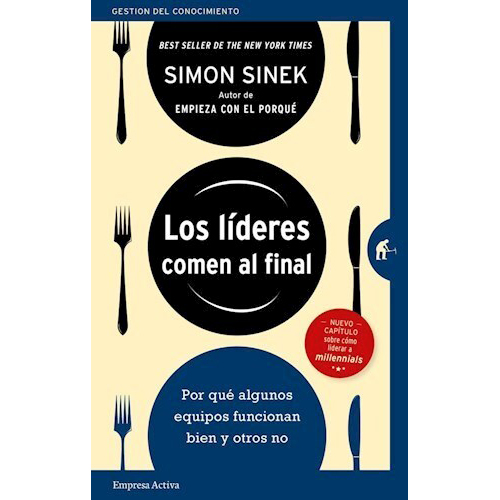 GESTION DEL CONOCIMIENTO
BEST SELLER DE THE NEW YORK TIMES
SIMON SINEK
Autor de
EMPIEZA CON EL PORQUÉ
Los líderes
comen al final
NUEVO
CAPÍTULO
sobre cómo
liderar a
millennials
Por qué algunos
equipos funcionan
bien y otros no
Empresa Activa